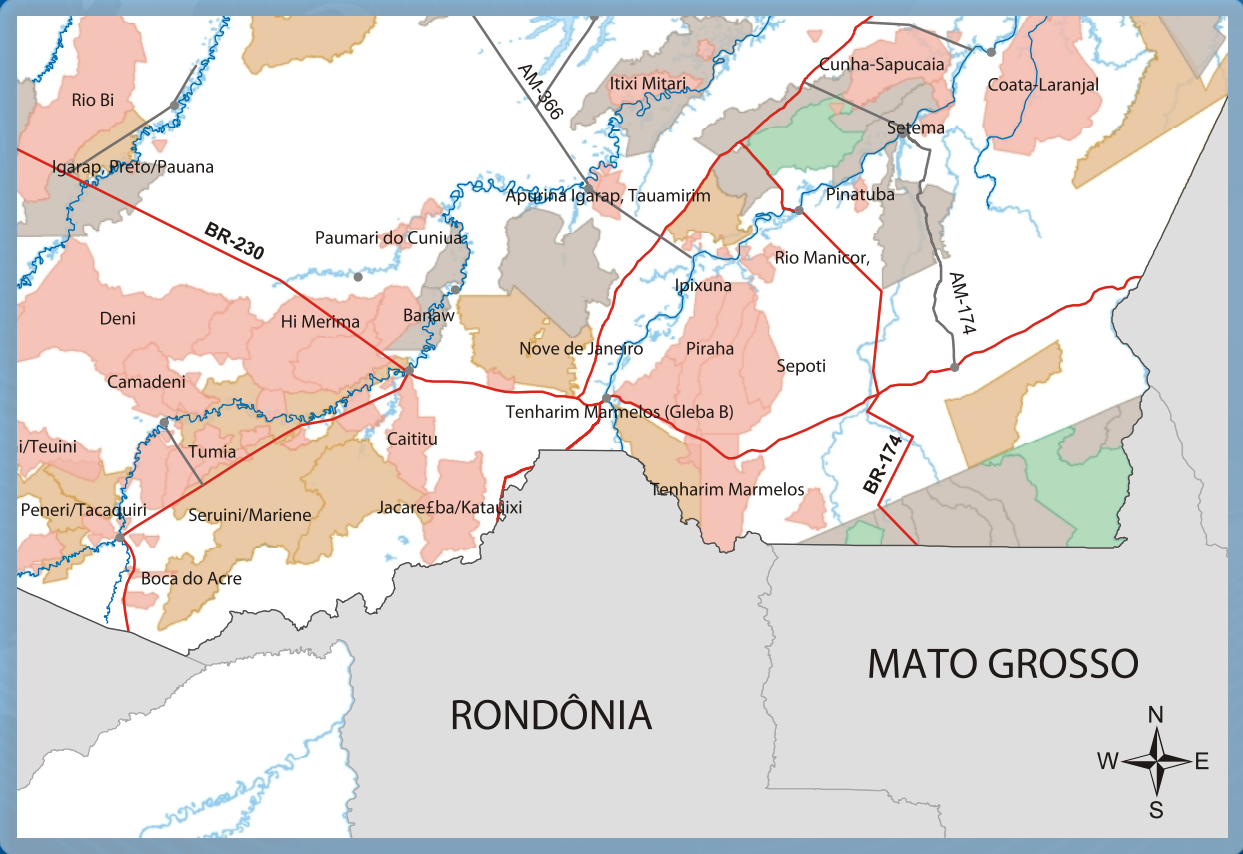 Cunha-Sapucaia
Itixi Mitari
Coata-Laranjal
AM-366
Rio Bi
Setema
Igarap, Preto/Pauana
Apurinã Igarap, Tauamirim
Pinatuba
Paumari do Cuniua
BR-230
Rio Manicor,
Ipixuna
AM-174
Deni
Hi Merima
Banaw
Nove de Janeiro
Piraha
Sepoti
Camadeni
Tenharim Marmelos (Gleba B)
Caititu
i/Teuini
Tumia
BR-174
Tenharim Marmelos
Peneri/Tacaquiri
Seruini/Mariene
Jacare£ba/Katauixi
Boca do Acre
MATO GROSSO
RONDÔNIA
N
W
E
S